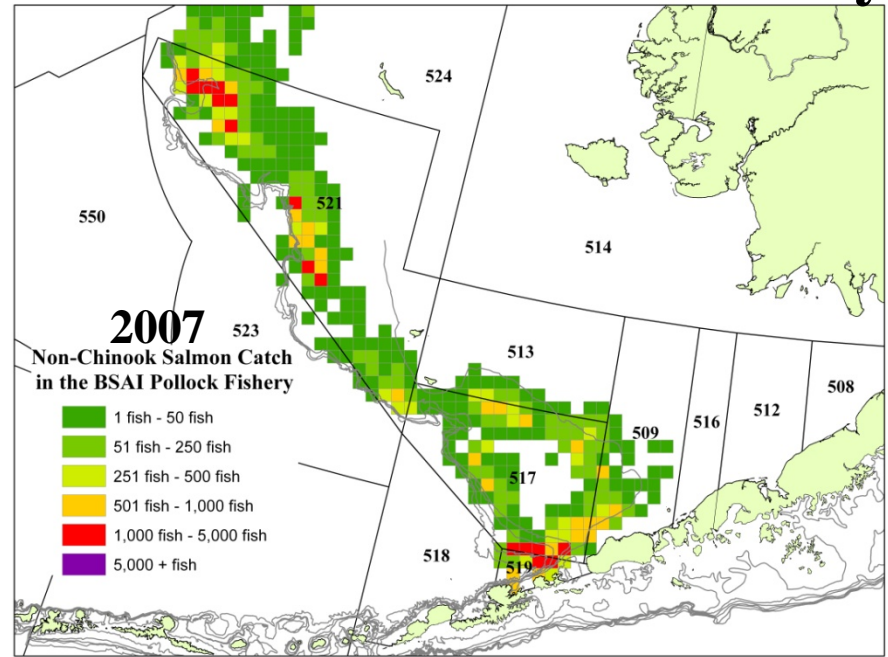 524
521
550
514
2007
523
Non-Chinook Salmon Catch
in the BSAI Pollock Fishery
1 fish - 50 fish
51 fish - 250 fish
251 fish - 500 fish
501 fish - 1,000 fish
1,000 fish - 5,000 fish
5,000 + fish
513
508
512
516
509
517
518
519